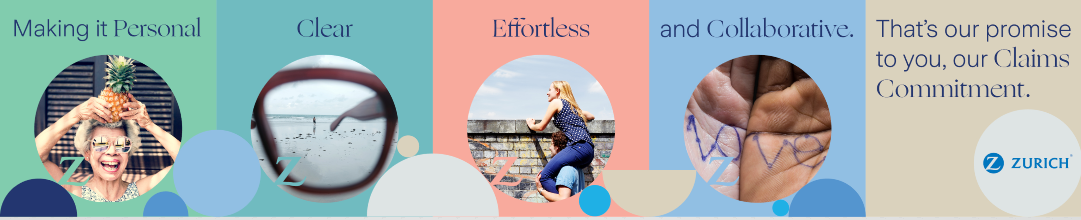 Making it Personal
Clear
Effortless
and Collaborative.
That's our promise
to you, our Claims
Commitment.
Z
Z
Z
Z
Z ZURICH